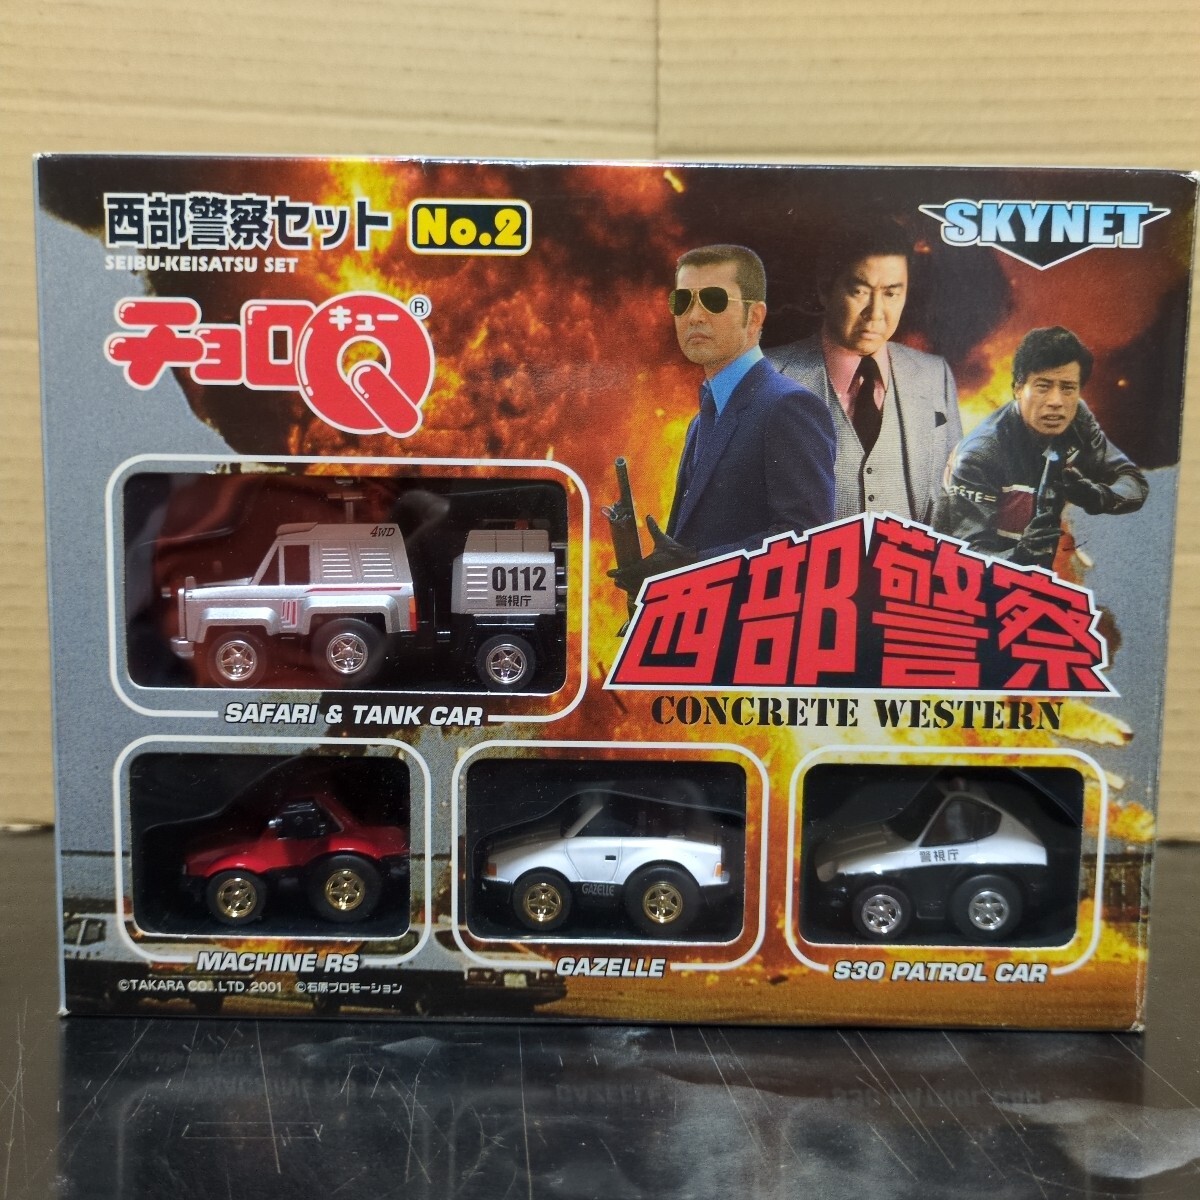 西部警察セット No.2
SEIBU-KEISATSU SET
SKYNET
チョロQ キュー ®
4WD
0112
警視庁
西部警察
CONCRETE WESTERN
SAFARI & TANK CAR
GAZELLE
警視庁
MACHINE RS
GAZELLE
S30 PATROL CAR
©TAKARA CO.,LTD.2001 ©石原プロモーション